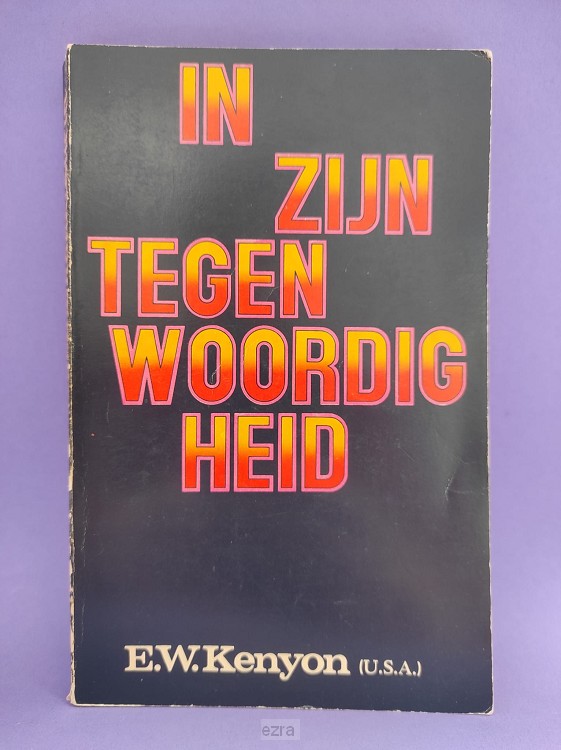 IN
ZIJN
TEGEN
WOORDIG
HEID
E.W.Kenyon (U.S.A.)
ezra